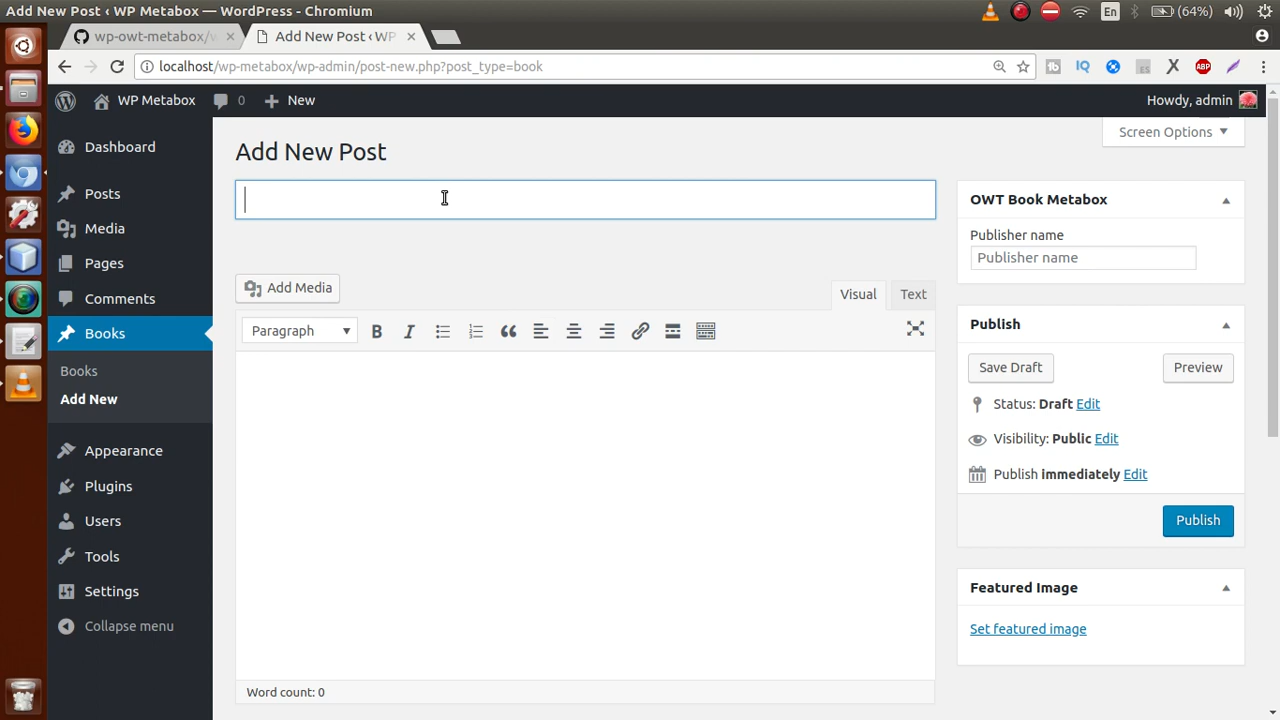 Add New Post ‹ WP Metabox — WordPress - Chromium
En
(64%)
wp-owt-metabox/w
Add New Post ‹ WP
localhost/wp-metabox/wp-admin/post-new.php?post_type=book
IQ
ABP
WP Metabox
0
New
Howdy, admin
Screen Options
Dashboard
Posts
Media
Pages
Comments
Books
Books
Add New
Appearance
Plugins
Users
Tools
Settings
Collapse menu
Add New Post
Add Media
Visual
Text
Paragraph
B
I
Word count: 0
OWT Book Metabox
Publisher name
Publisher name
Publish
Save Draft
Preview
Status: Draft Edit
Visibility: Public Edit
Publish immediately Edit
Publish
Featured Image
Set featured image